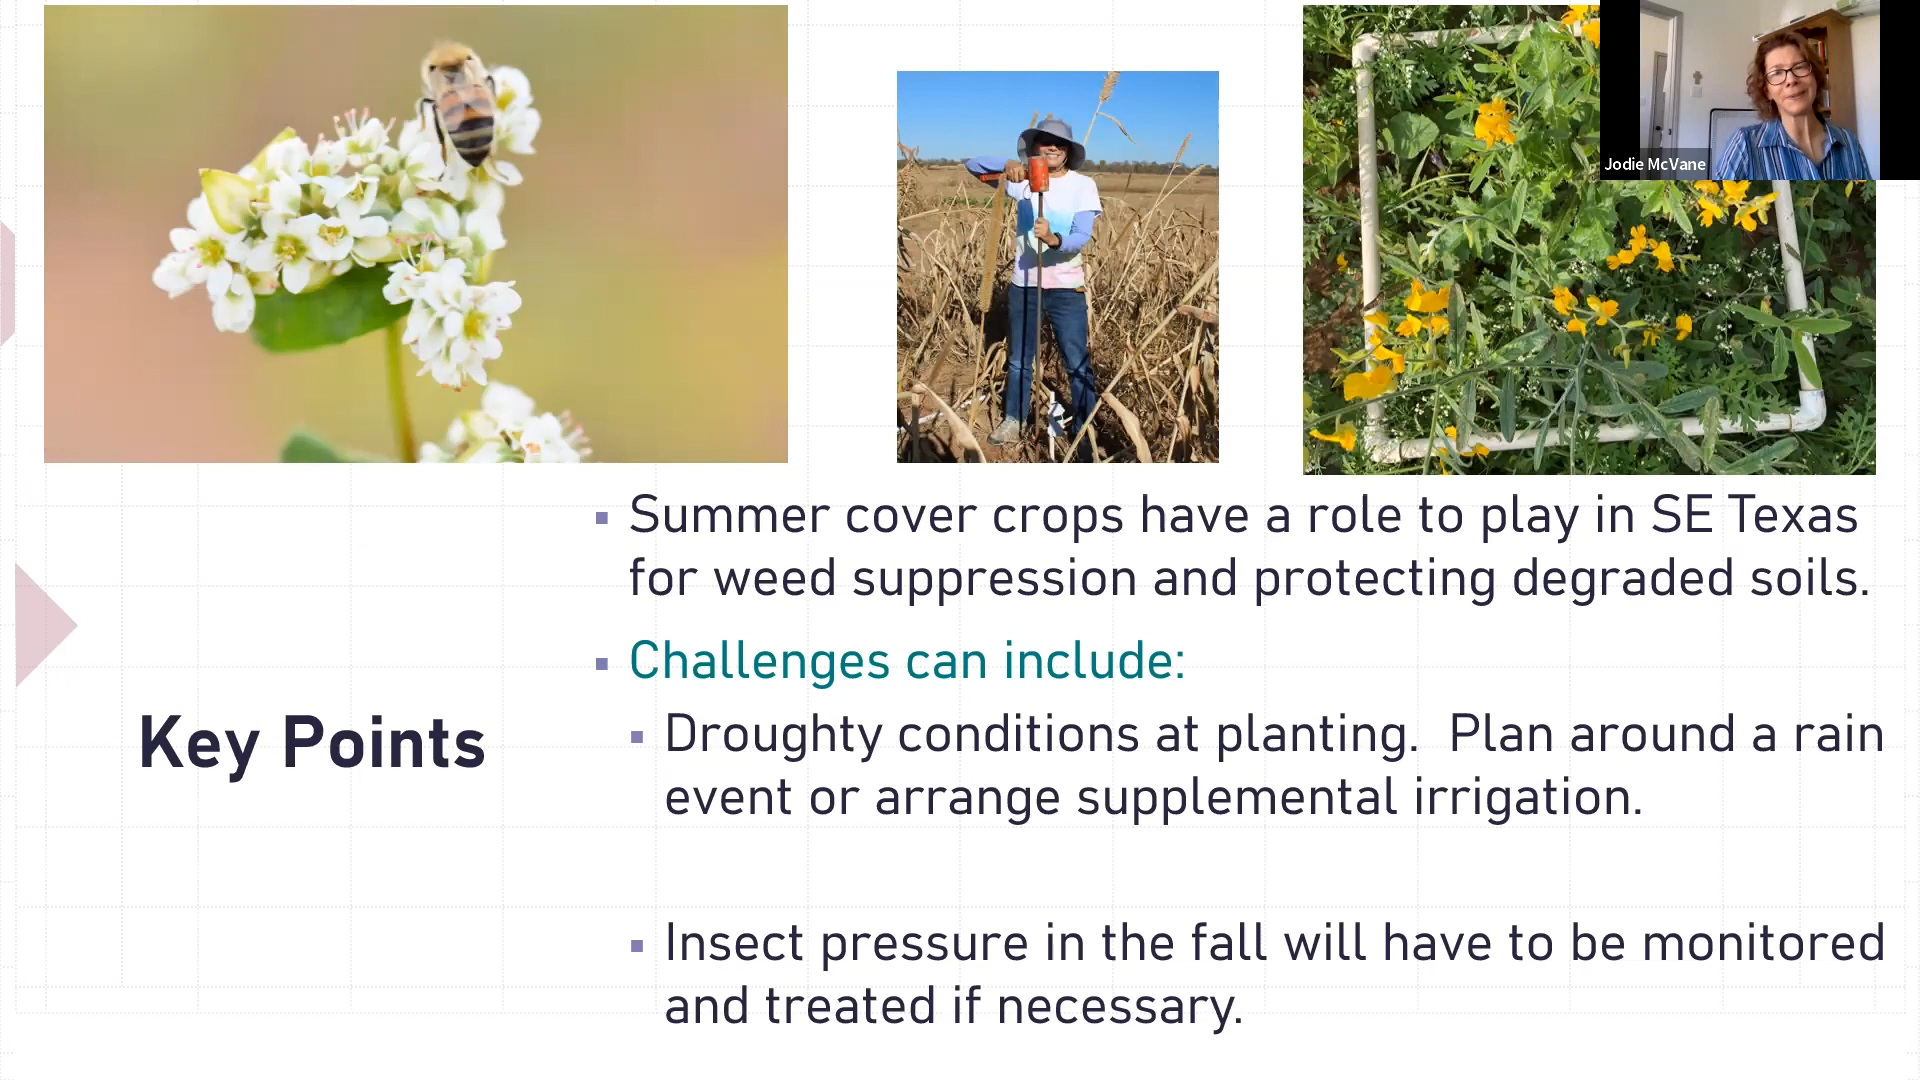 Jodie McVane
Summer cover crops have a role to play in SE Texas
for weed suppression and protecting degraded soils.
Challenges can include:
Key Points
Droughty conditions at planting.  Plan around a rain
event or arrange supplemental irrigation.
Insect pressure in the fall will have to be monitored
and treated if necessary.